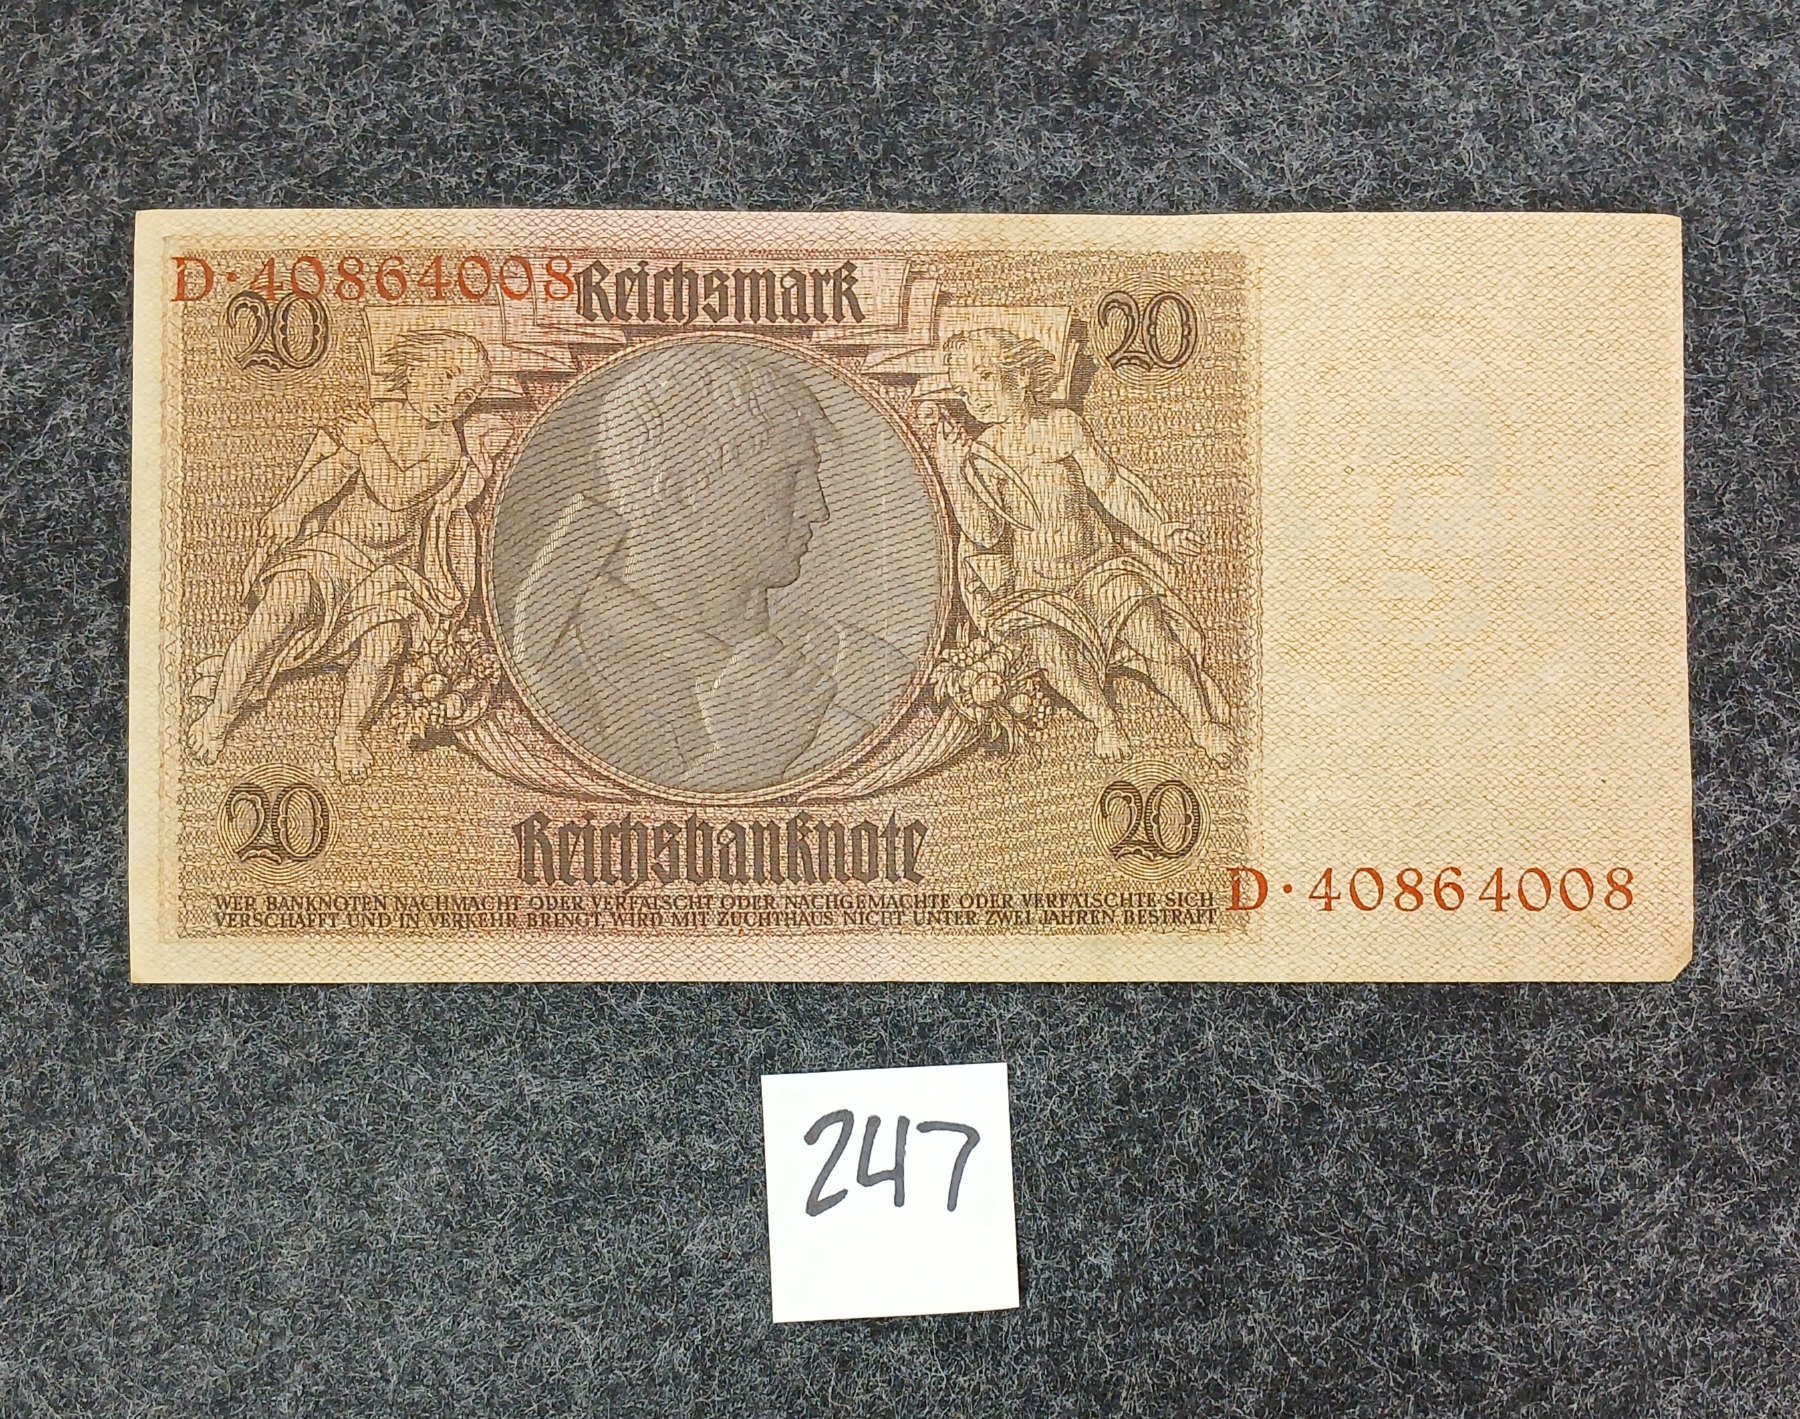 D·40864008
Reichsmark
20 20
20 20
Reichsbanknote
WER BANKNOTEN NACHMACHT ODER VERFÄLSCHT ODER NACHGEMACHTE ODER VERFÄLSCHTE SICH
VERSCHAFFT UND IN VERKEHR BRINGT, WIRD MIT ZUCHTHAUS NICHT UNTER ZWEI JAHREN BESTRAFT
D·40864008
247